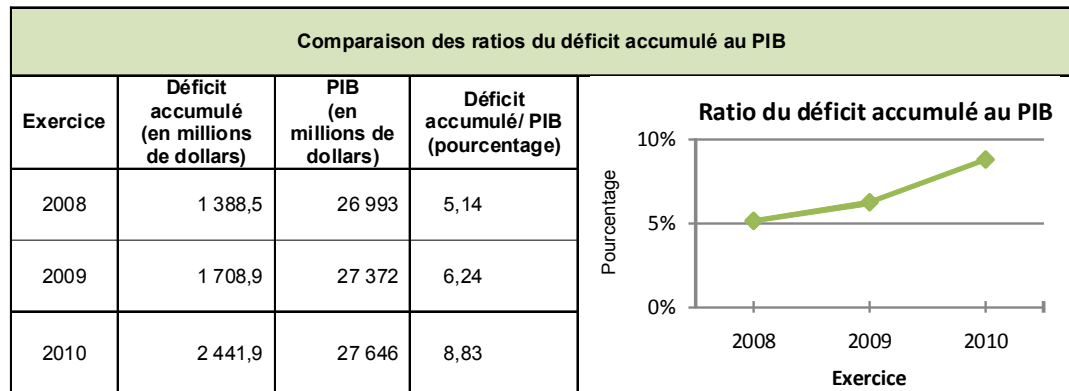 Comparaison des ratios du déficit accumulé au PIB
Exercice
Déficit
accumulé
(en millions
de dollars)
PIB
(en
millions de
dollars)
Déficit
accumulé/ PIB
(pourcentage)
2008 1 388,5 26 993 5,14
2009 1 708,9 27 372 6,24
2010 2 441,9 27 646 8,83
Ratio du déficit accumulé au PIB
10%
5%
0%
Pourcentage
2008 2009 2010
Exercice